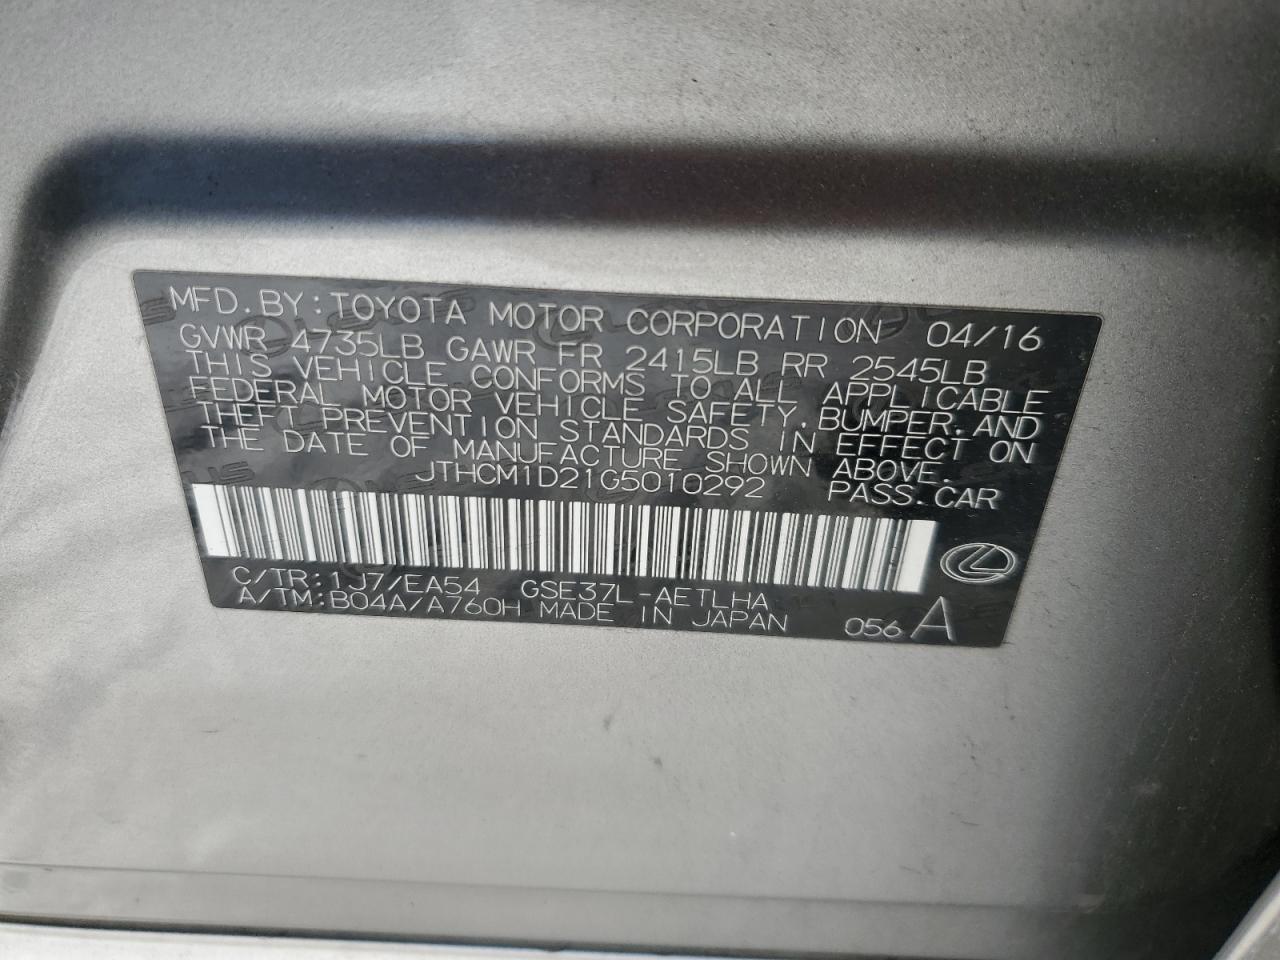 MFD. BY: TOYOTA MOTOR CORPORATION 04/16
GVWR 4735LB GAWR FR 2415LB RR 2545LB
THIS VEHICLE CONFORMS TO ALL APPLICABLE
FEDERAL MOTOR VEHICLE SAFETY, BUMPER, AND
THEFT PREVENTION STANDARDS IN EFFECT ON
THE DATE OF MANUFACTURE SHOWN ABOVE.
JTHCM1D21G5010292 PASS. CAR
C/TR: 1J7/EA54 GSE37L-AETLHA
A/TM: B04A/A760H MADE IN JAPAN 056 A